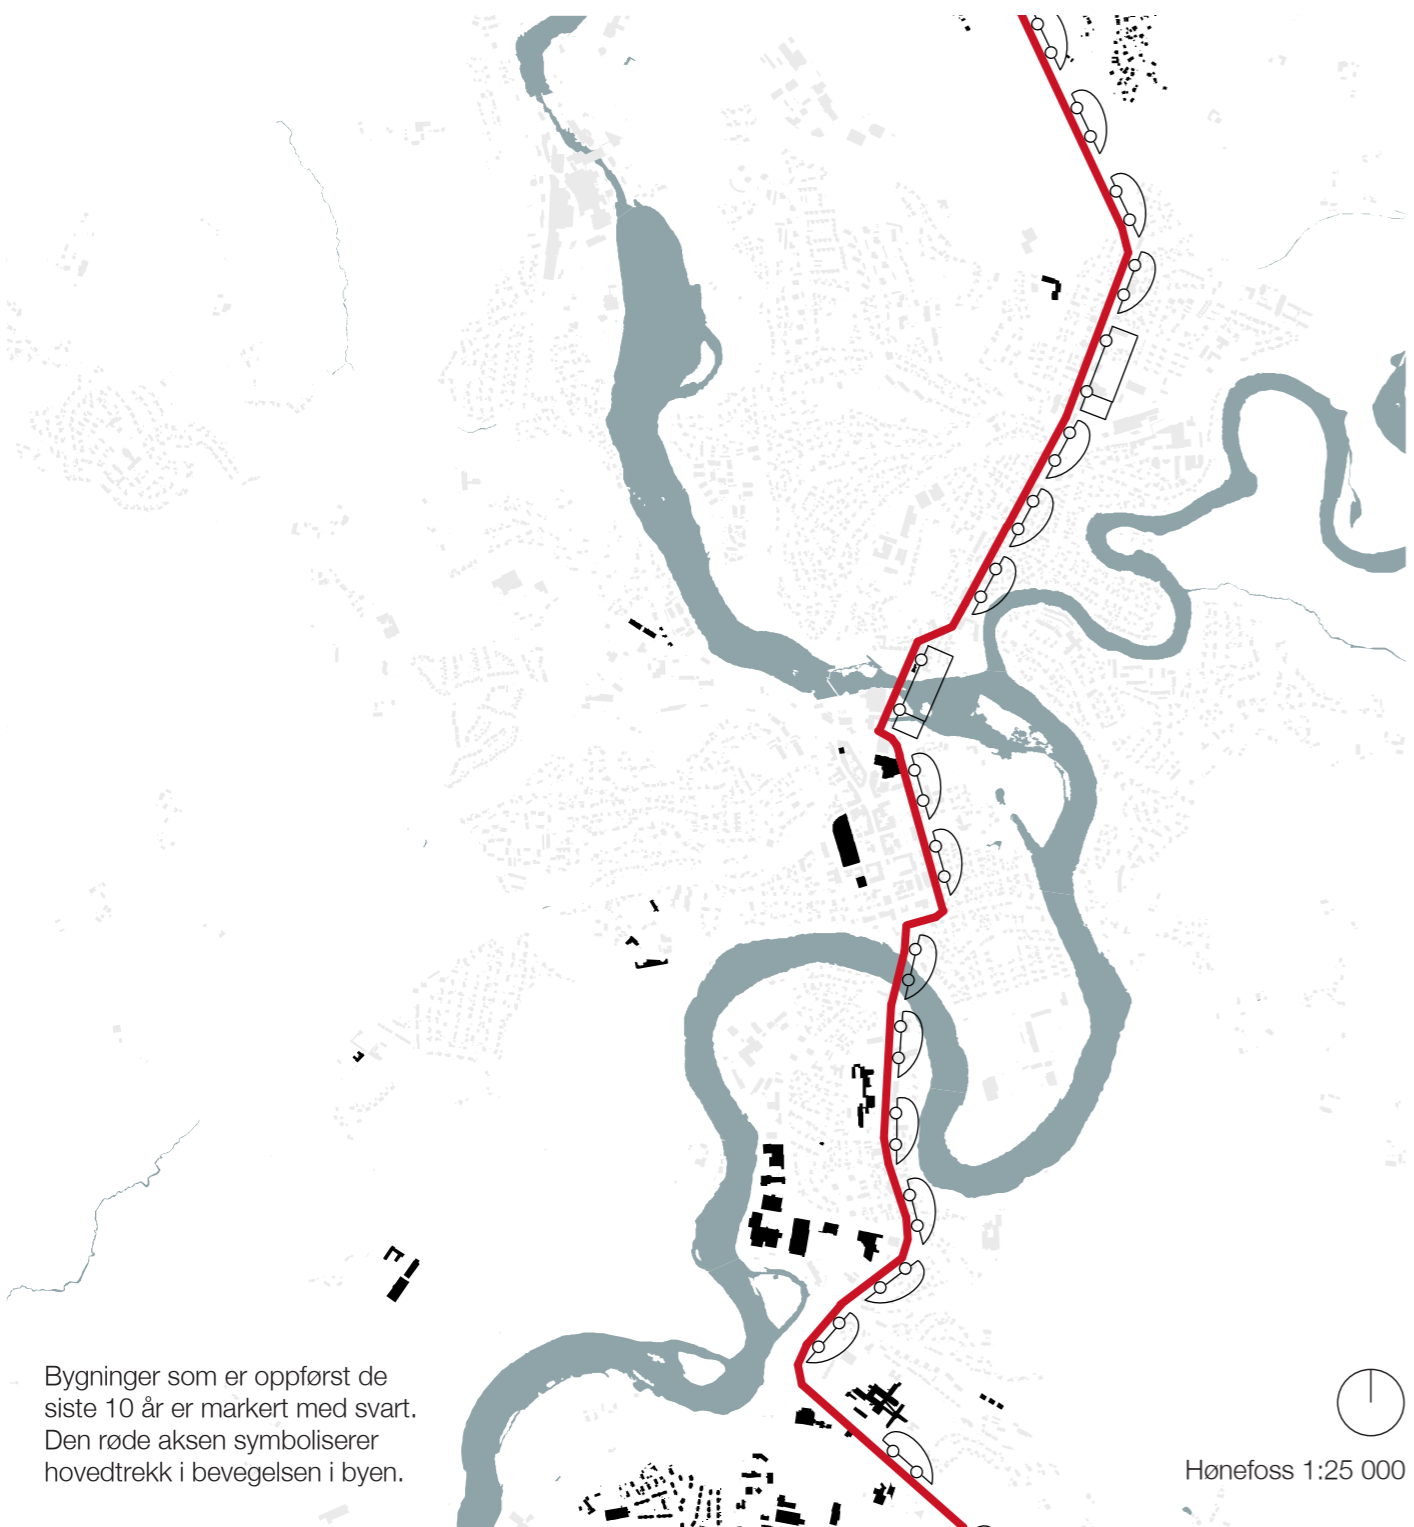 Bygninger som er oppført de
siste 10 år er markert med svart.
Den røde aksen symboliserer
hovedtrekk i bevegelsen i byen.
Hønefoss 1:25 000